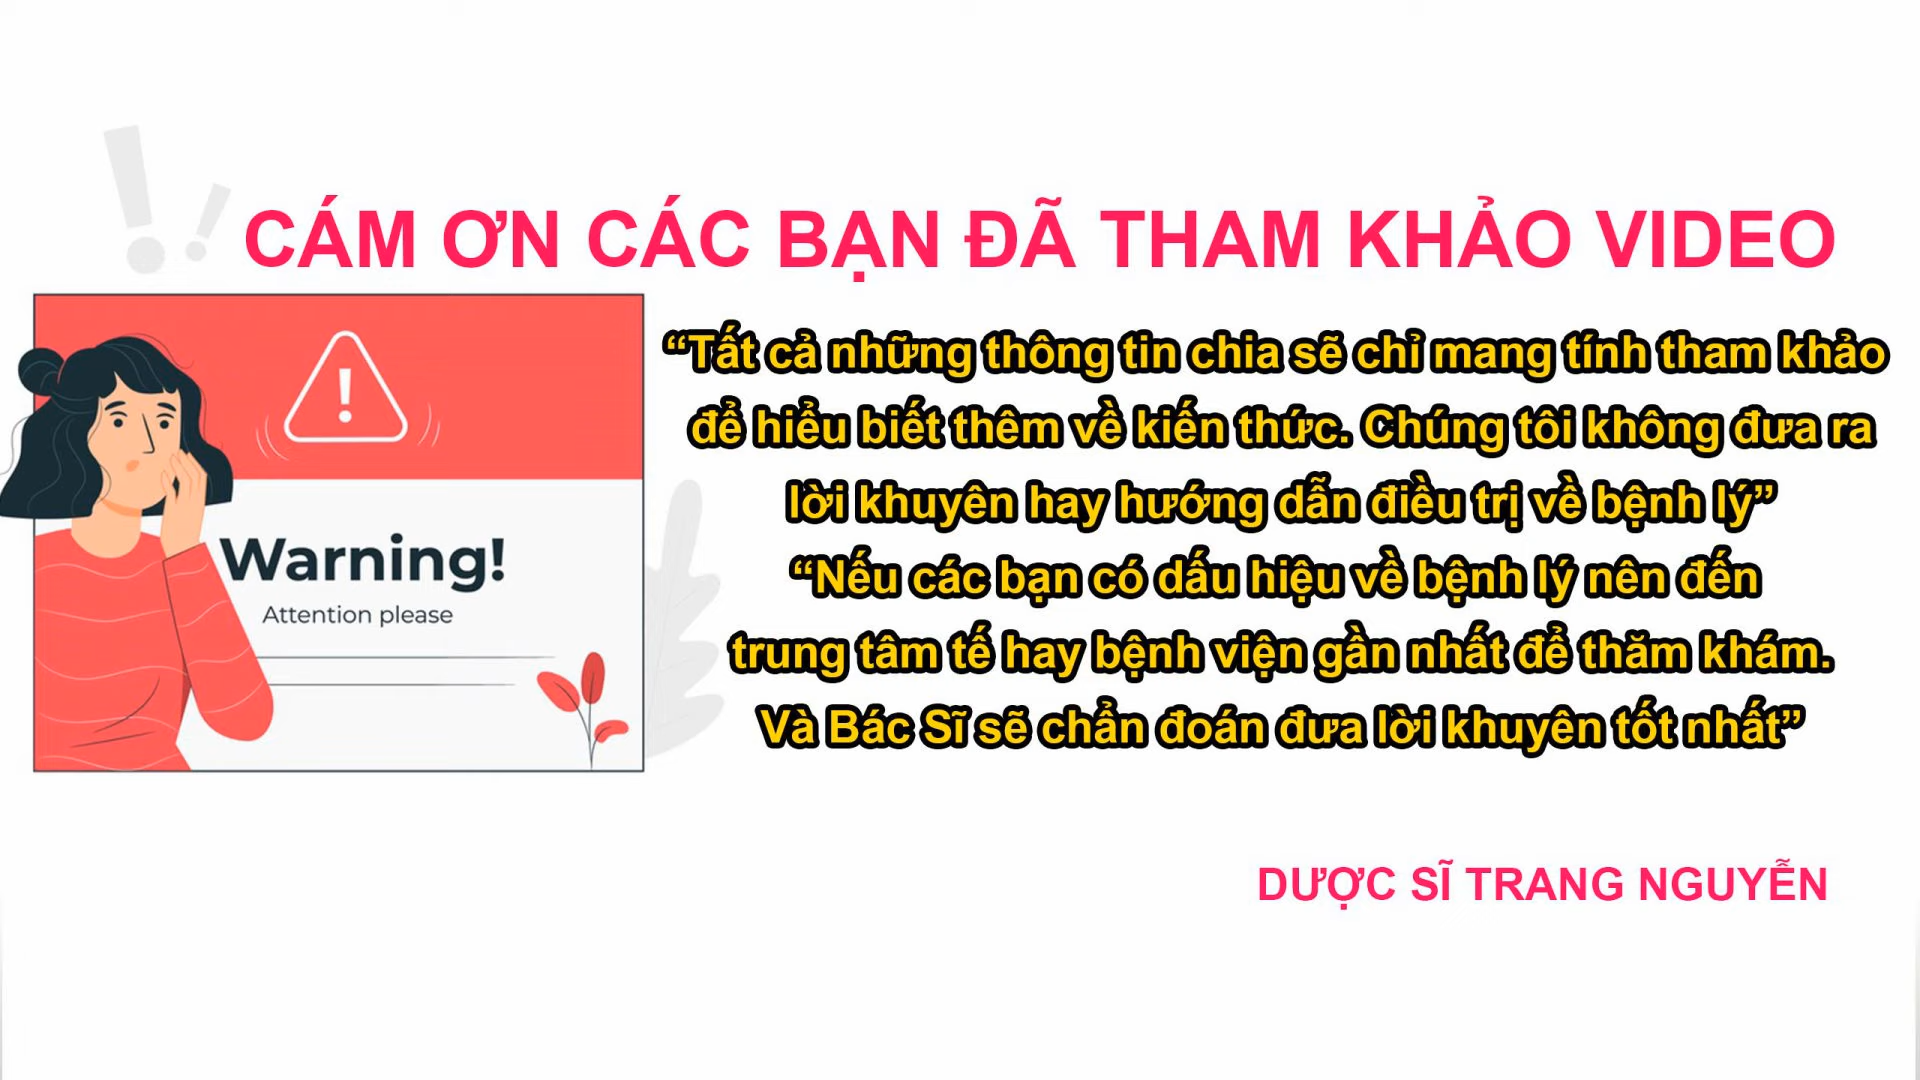 CÁM ƠN CÁC BẠN ĐÃ THAM KHẢO VIDEO
“Tất cả những thông tin chia sẽ chỉ mang tính tham khảo
để hiểu biết thêm về kiến thức. Chúng tôi không đưa ra
lời khuyên hay hướng dẫn điều trị về bệnh lý”
“Nếu các bạn có dấu hiệu về bệnh lý nên đến
trung tâm tế hay bệnh viện gần nhất để thăm khám.
Và Bác Sĩ sẽ chẩn đoán đưa lời khuyên tốt nhất”
Warning!
Attention please
DƯỢC SĨ TRANG NGUYỄN